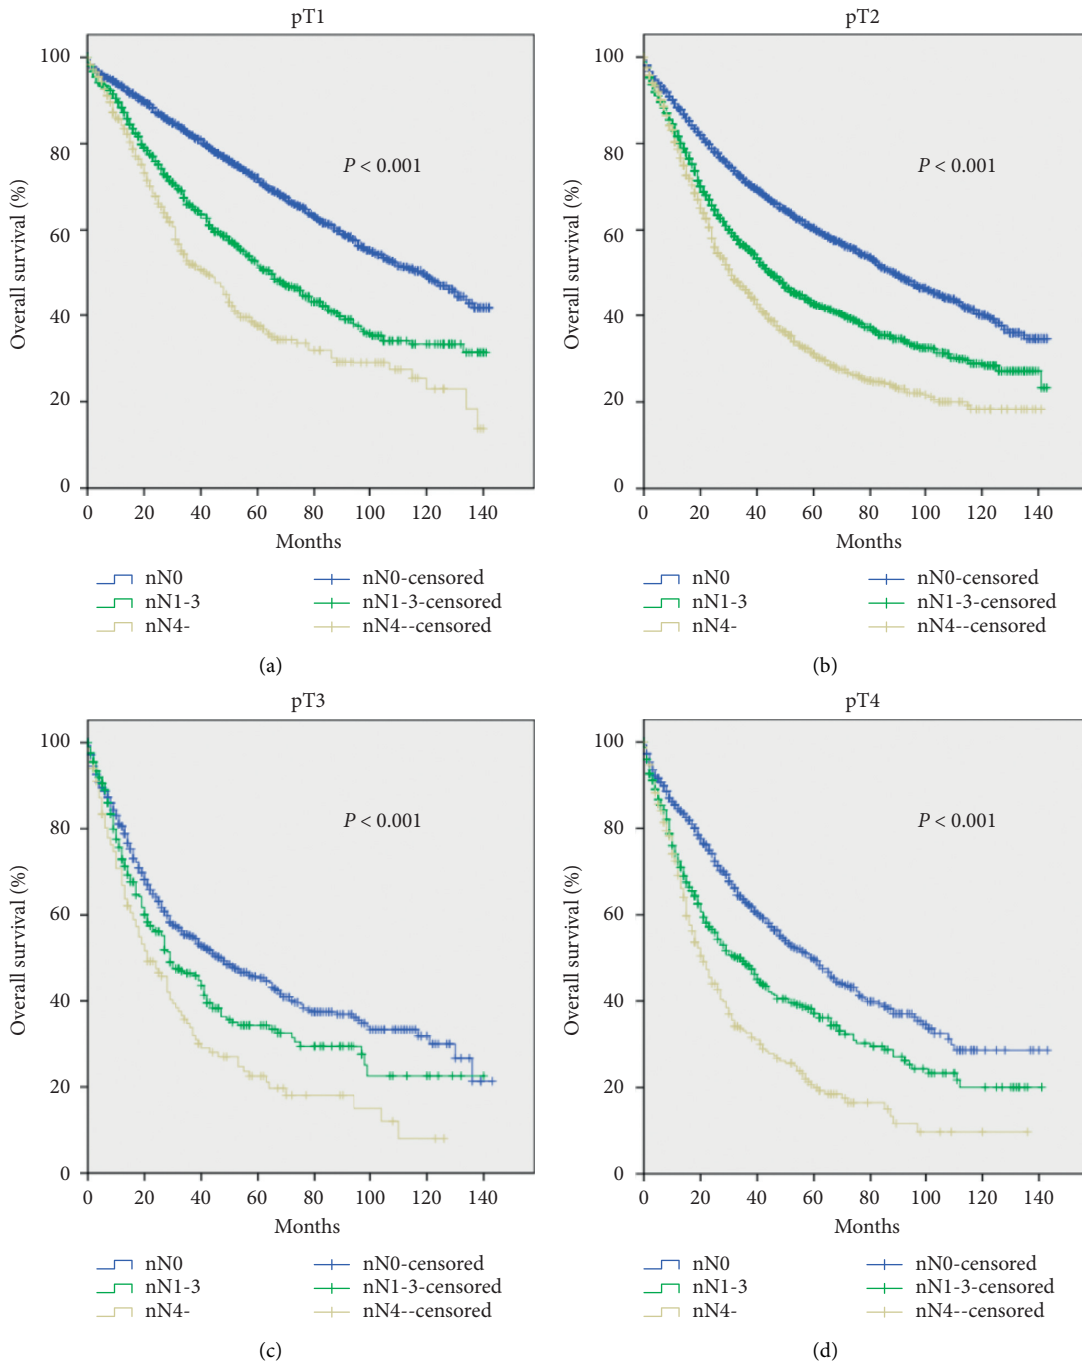 pT1
Overall survival (%)
100
80
60
40
20
0
P < 0.001
0 20 40 60 80 100 120 140
Months
nN0 nN0-censored
nN1-3 nN1-3-censored
nN4- nN4--censored
(a)
pT2
Overall survival (%)
100
80
60
40
20
0
P < 0.001
0 20 40 60 80 100 120 140
Months
nN0 nN0-censored
nN1-3 nN1-3-censored
nN4- nN4--censored
(b)
pT3
Overall survival (%)
100
80
60
40
20
0
P < 0.001
0 20 40 60 80 100 120 140
Months
nN0 nN0-censored
nN1-3 nN1-3-censored
nN4- nN4--censored
(c)
pT4
Overall survival (%)
100
80
60
40
20
0
P < 0.001
0 20 40 60 80 100 120 140
Months
nN0 nN0-censored
nN1-3 nN1-3-censored
nN4- nN4--censored
(d)